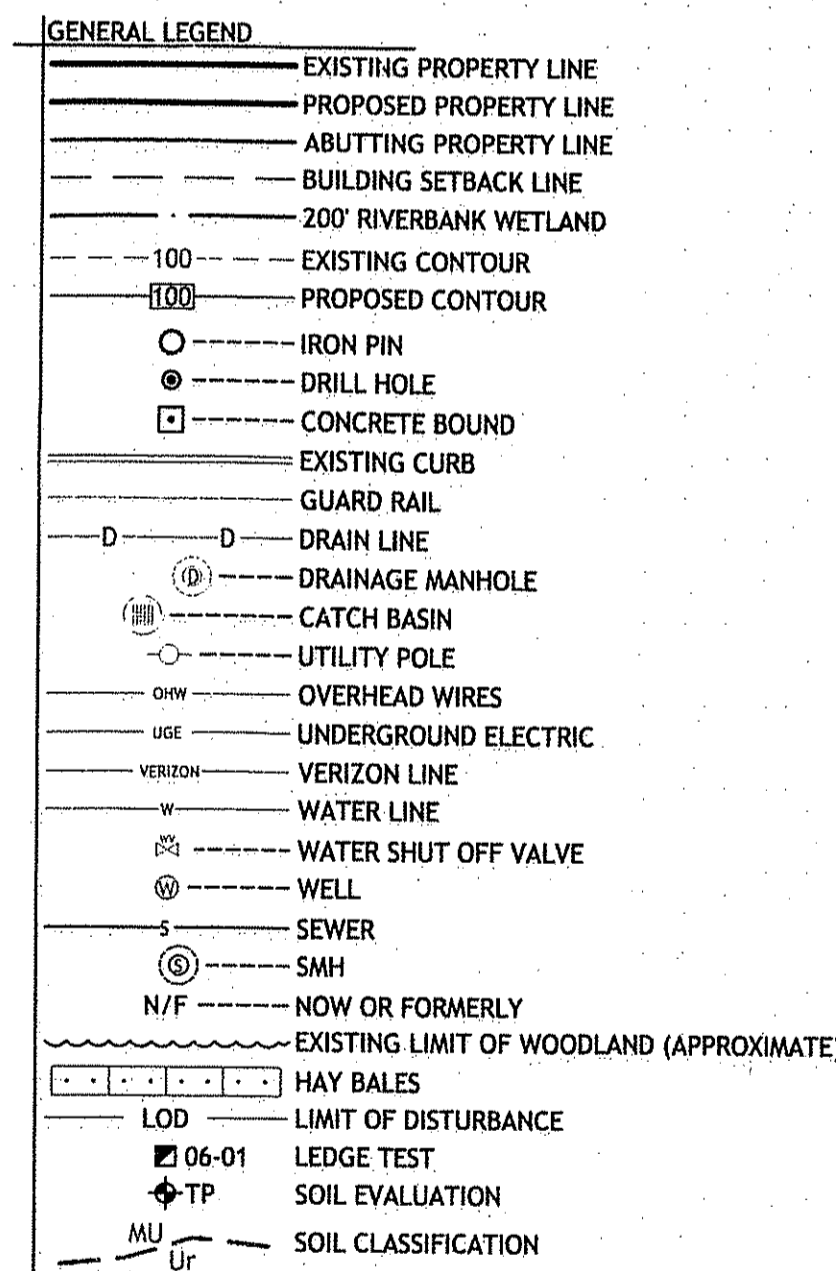 GENERAL LEGEND
EXISTING PROPERTY LINE
PROPOSED PROPERTY LINE
ABUTTING PROPERTY LINE
BUILDING SETBACK LINE
200' RIVERBANK WETLAND
100 EXISTING CONTOUR
100 PROPOSED CONTOUR
IRON PIN
DRILL HOLE
CONCRETE BOUND
EXISTING CURB
GUARD RAIL
D D DRAIN LINE
D DRAINAGE MANHOLE
CATCH BASIN
UTILITY POLE
OHW OVERHEAD WIRES
UGE UNDERGROUND ELECTRIC
VERIZON VERIZON LINE
W WATER LINE
WV WATER SHUT OFF VALVE
W WELL
S SEWER
S SMH
N/F NOW OR FORMERLY
EXISTING LIMIT OF WOODLAND (APPROXIMATE)
HAY BALES
LOD LIMIT OF DISTURBANCE
06-01 LEDGE TEST
TP SOIL EVALUATION
MU
Ur SOIL CLASSIFICATION